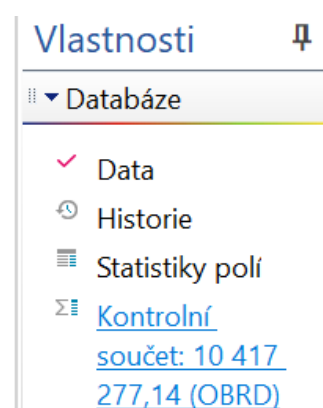 Vlastnosti
Databáze
Data
Historie
Statistiky polí
Kontrolní
součet: 10 417
277,14 (OBRD)